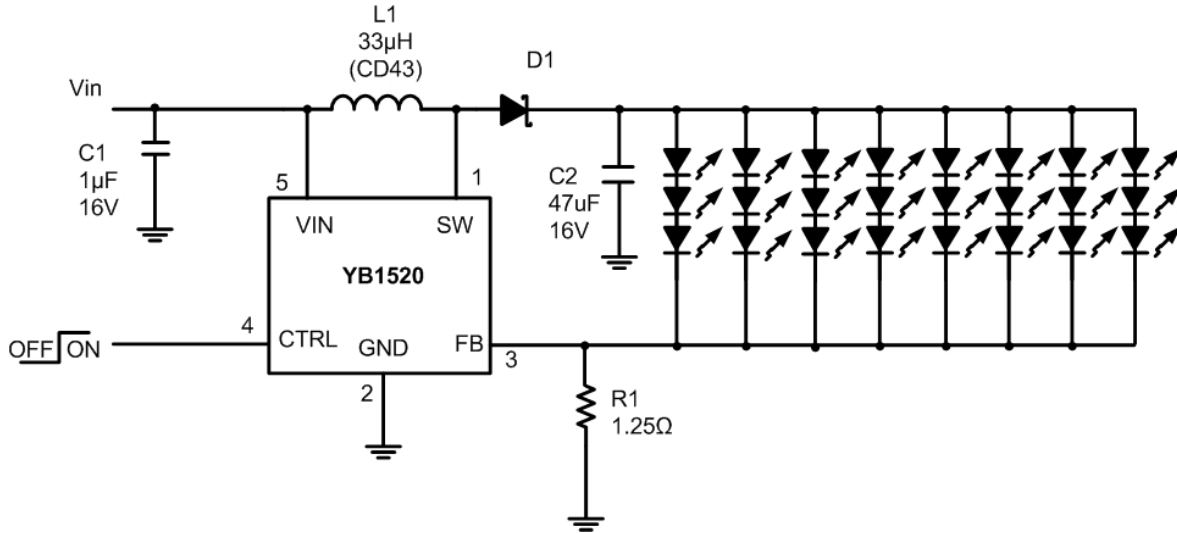 L1
33µH
(CD43)
D1
Vin
C1
1µF
16V
5
1
VIN
SW
C2
47uF
16V
YB1520
4
CTRL
GND
FB
3
OFF
ON
2
R1
1.25Ω